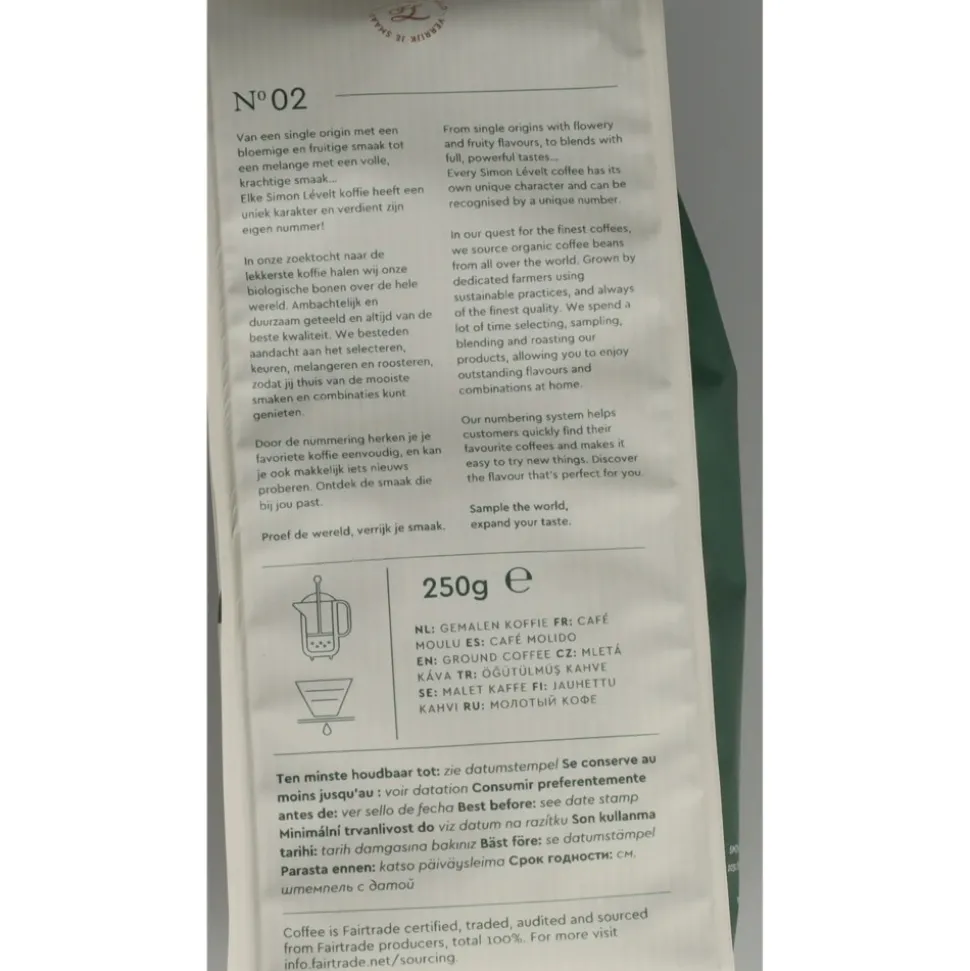 VERRIJK JE SMAAK
Nº 02
Van een single origin met een
bloemige en fruitige smaak tot
een melange met een volle,
krachtige smaak...
Elke Simon Lévelt koffie heeft een
uniek karakter en verdient zijn
eigen nummer!
In onze zoektocht naar de
lekkerste koffie halen wij onze
biologische bonen over de hele
wereld. Ambachtelijk en
duurzaam geteeld en altijd van de
beste kwaliteit. We besteden
aandacht aan het selecteren,
keuren, melangeren en roosteren,
zodat jij thuis van de mooiste
smaken en combinaties kunt
genieten.
Door de nummering herken je je
favoriete koffie eenvoudig, en kan
je ook makkelijk iets nieuws
proberen. Ontdek de smaak die
bij jou past.
Proef de wereld, verrijk je smaak.
From single origins with flowery
and fruity flavours, to blends with
full, powerful tastes...
Every Simon Lévelt coffee has its
own unique character and can be
recognised by a unique number.
In our quest for the finest coffees,
we source organic coffee beans
from all over the world. Grown by
dedicated farmers using
sustainable practices, and always
of the finest quality. We spend a
lot of time selecting, sampling,
blending and roasting our
products, allowing you to enjoy
outstanding flavours and
combinations at home.
Our numbering system helps
customers quickly find their
favourite coffees and makes it
easy to try new things. Discover
the flavour that's perfect for you.
Sample the world,
expand your taste.
250g ℮
NL: GEMALEN KOFFIE FR: CAFÉ
MOULU ES: CAFÉ MOLIDO
EN: GROUND COFFEE CZ: MLETÁ
KÁVA TR: ÖĞÜTÜLMÜŞ KAHVE
SE: MALET KAFFE FI: JAUHETTU
KAHVI RU: МОЛОТЫЙ КОФЕ
Ten minste houdbaar tot: zie datumstempel Se conserve au
moins jusqu'au : voir datation Consumir preferentemente
antes de: ver sello de fecha Best before: see date stamp
Minimální trvanlivost do viz datum na razítku Son kullanma
tarihi: tarih damgasına bakınız Bäst före: se datumstämpel
Parasta ennen: katso päiväysleima Срок годности: см.
штемпель с датой
Coffee is Fairtrade certified, traded, audited and sourced
from Fairtrade producers, total 100%. For more visit
info.fairtrade.net/sourcing.